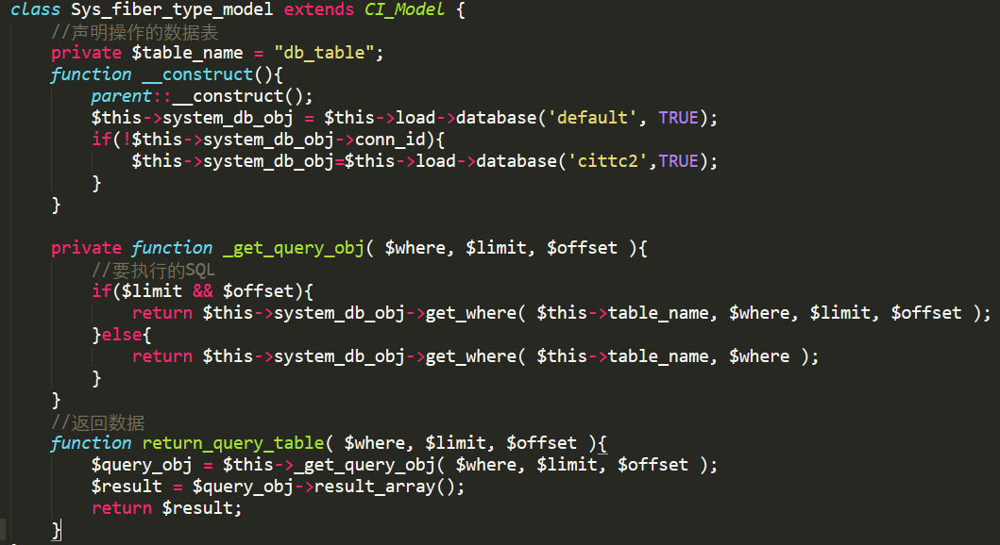 class Sys_fiber_type_model extends CI_Model {
//声明操作的数据表
private $table_name = "db_table";
function __construct(){
parent::__construct();
$this->system_db_obj = $this->load->database('default', TRUE);
if(!$this->system_db_obj->conn_id){
$this->system_db_obj=$this->load->database('cittc2',TRUE);
}
}
private function _get_query_obj( $where, $limit, $offset ){
//要执行的SQL
if($limit && $offset){
return $this->system_db_obj->get_where( $this->table_name, $where, $limit, $offset );
}else{
return $this->system_db_obj->get_where( $this->table_name, $where );
}
}
//返回数据
function return_query_table( $where, $limit, $offset ){
$query_obj = $this->_get_query_obj( $where, $limit, $offset );
$result = $query_obj->result_array();
return $result;
}